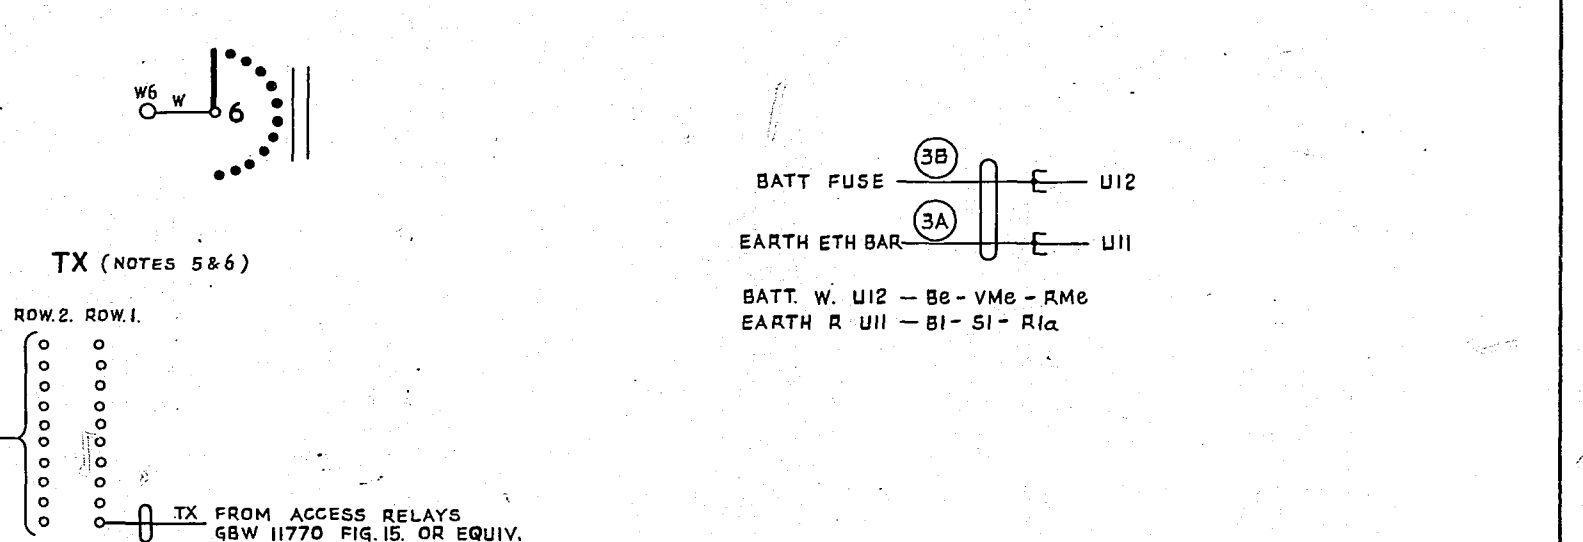 W6 W
6
3B
BATT FUSE U12
3A
EARTH ETH BAR U11
TX (NOTES 5 & 6)
BATT. W. U12 — Be - VMe - RMe
EARTH R U11 — B1 - S1 - R1a
ROW.2. ROW.1.
TX FROM ACCESS RELAYS
GBW 11770 FIG.15. OR EQUIV.